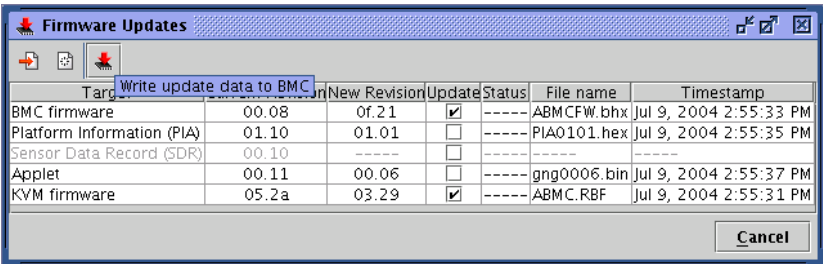 Firmware Updates
Write update data to BMC
Target Current Revision New Revision Update Status File name Timestamp
BMC firmware 00.08 0f.21 ----- ABMCFW.bhx Jul 9, 2004 2:55:33 PM
Platform Information (PIA) 01.10 01.01 ----- PIA0101.hex Jul 9, 2004 2:55:35 PM
Sensor Data Record (SDR) 00.10 ----- ----- ----- -----
Applet 00.11 00.06 ----- gng0006.bin Jul 9, 2004 2:55:37 PM
KVM firmware 05.2a 03.29 ----- ABMC.RBF Jul 9, 2004 2:55:31 PM
Cancel